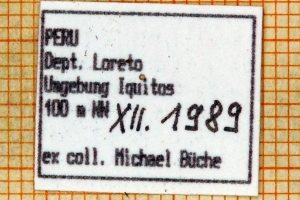 PERU
Dept. Loreto
Umgebung Iquitos
100 m NN XII. 1989
ex coll. Michael Büche